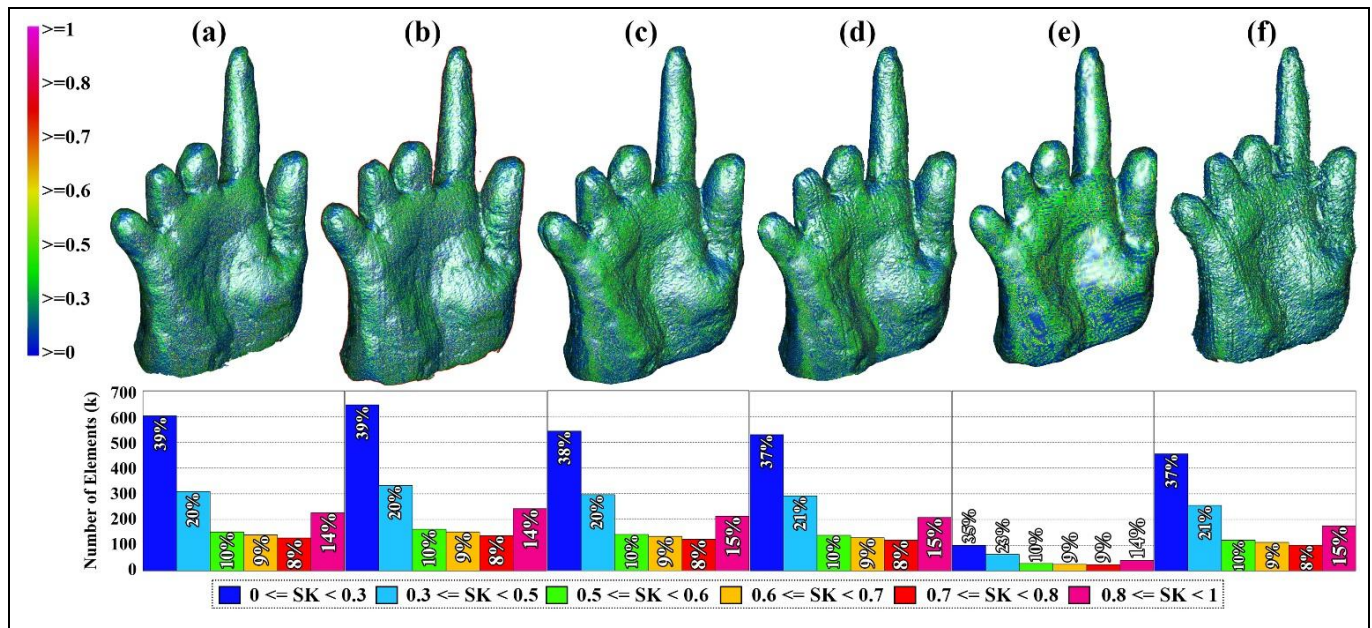 (a) (b) (c) (d) (e) (f)
>=1
>=0.8
>=0.7
>=0.6
>=0.5
>=0.3
>=0
Number of Elements (k)
700
600
500
400
300
200
100
0
39% 20% 10% 9% 8% 14%
39% 20% 10% 9% 8% 14%
38% 20% 10% 9% 8% 15%
37% 21% 10% 9% 8% 15%
35% 23% 10% 9% 9% 14%
37% 21% 10% 9% 8% 15%
0 <= SK < 0.3 0.3 <= SK < 0.5 0.5 <= SK < 0.6 0.6 <= SK < 0.7 0.7 <= SK < 0.8 0.8 <= SK < 1